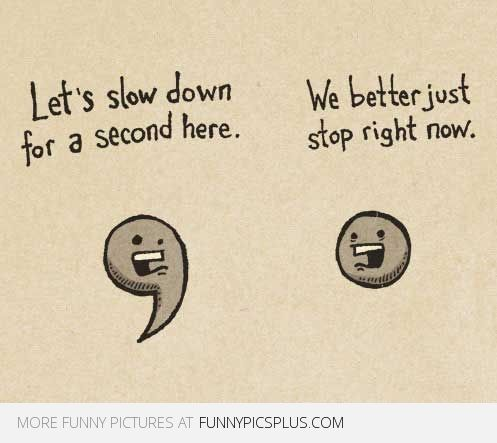 Let's slow down
for a second here.
We better just
stop right now.
MORE FUNNY PICTURES AT FUNNYPICSPLUS.COM